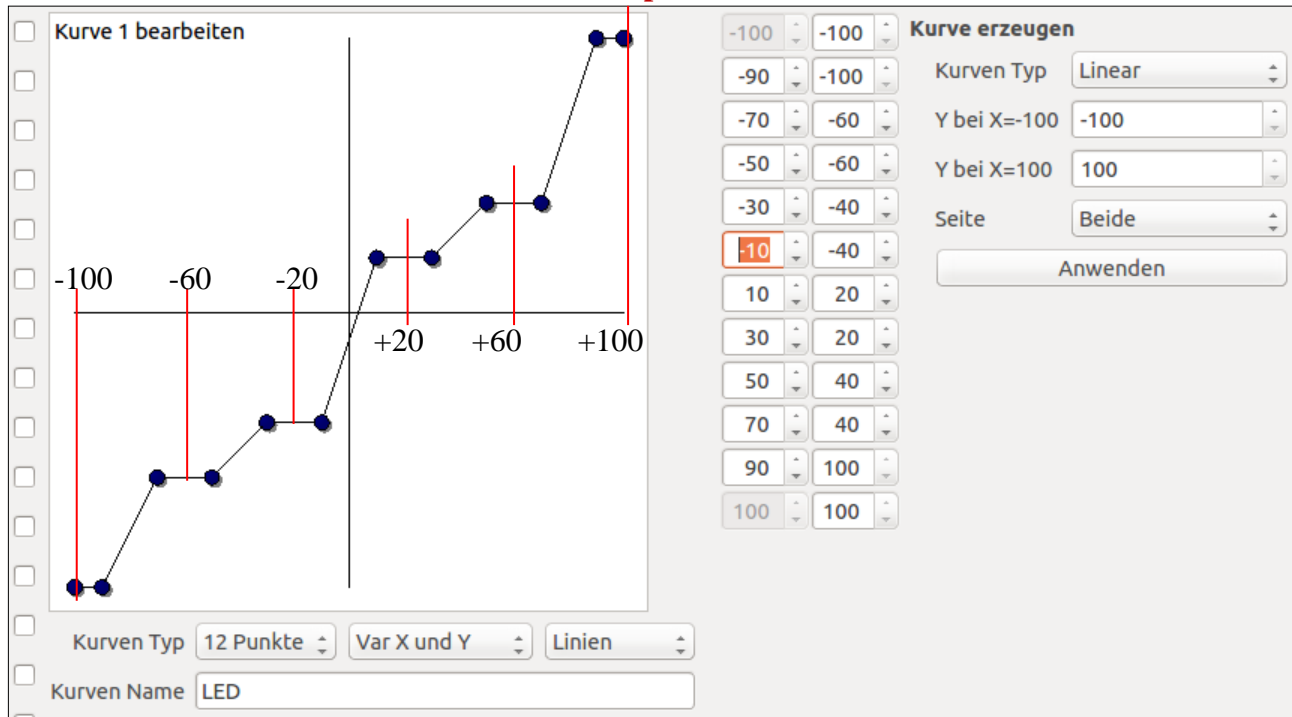 Kurve 1 bearbeiten
-100 -60 -20
+20 +60 +100
Kurven Typ 12 Punkte Var X und Y Linien
Kurven Name LED
-100 -100
-90 -100
-70 -60
-50 -60
-30 -40
-10 -40
10 20
30 20
50 40
70 40
90 100
100 100
Kurve erzeugen
Kurven Typ Linear
Y bei X=-100 -100
Y bei X=100 100
Seite Beide
Anwenden